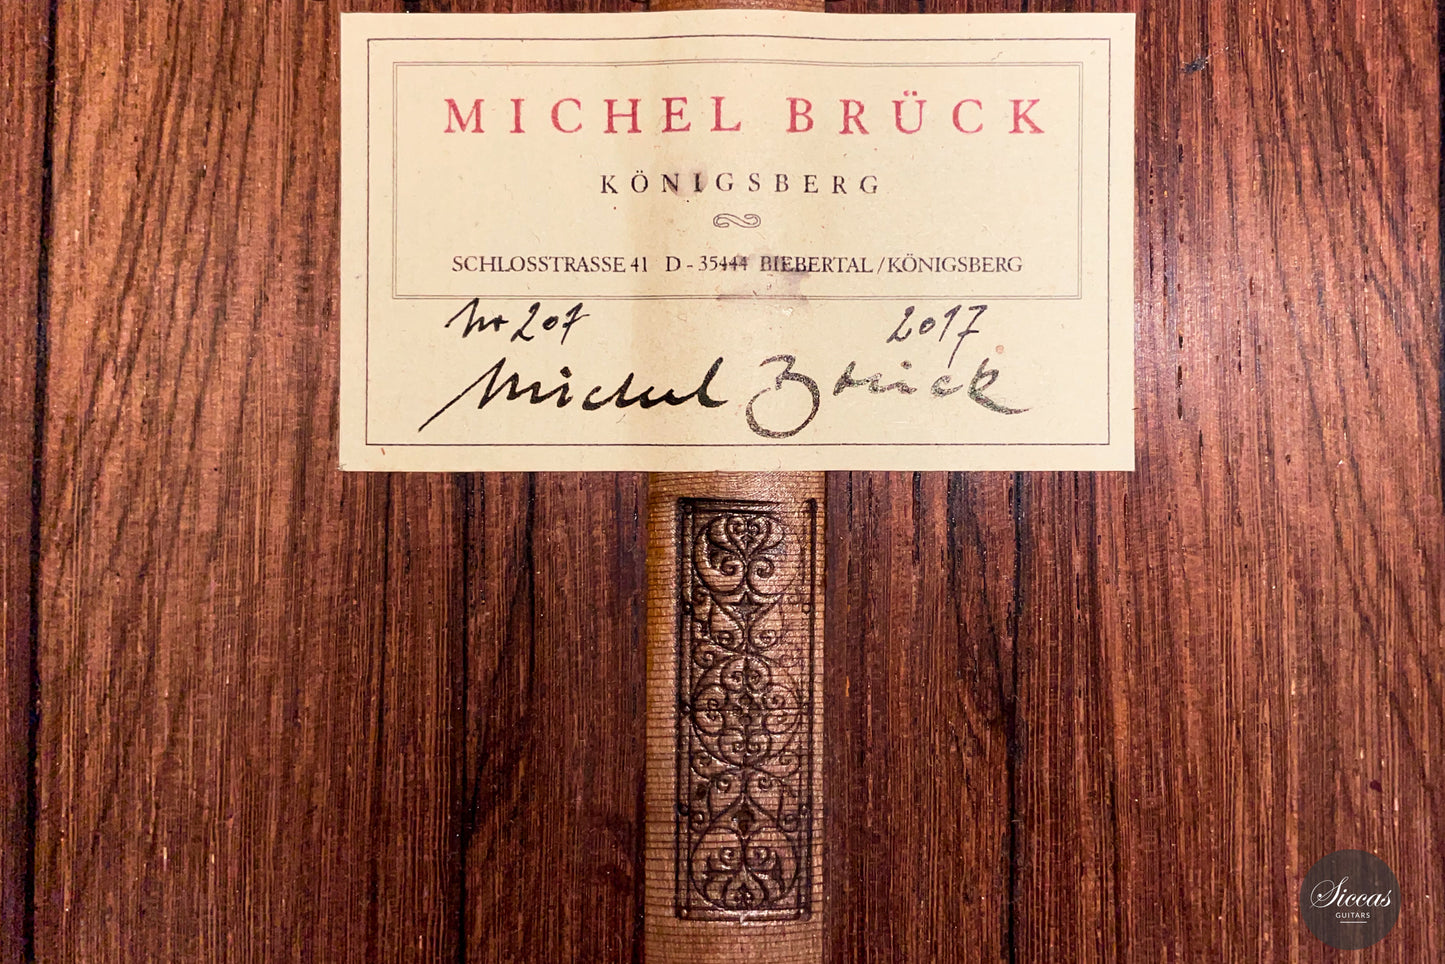 MICHEL BRÜCK
KÖNIGSBERG
SCHLOSSTRASSE 41 D - 35444 BIEBERTAL / KÖNIGSBERG
Nr 207 2017
Michel Brück
Siccas
GUITARS